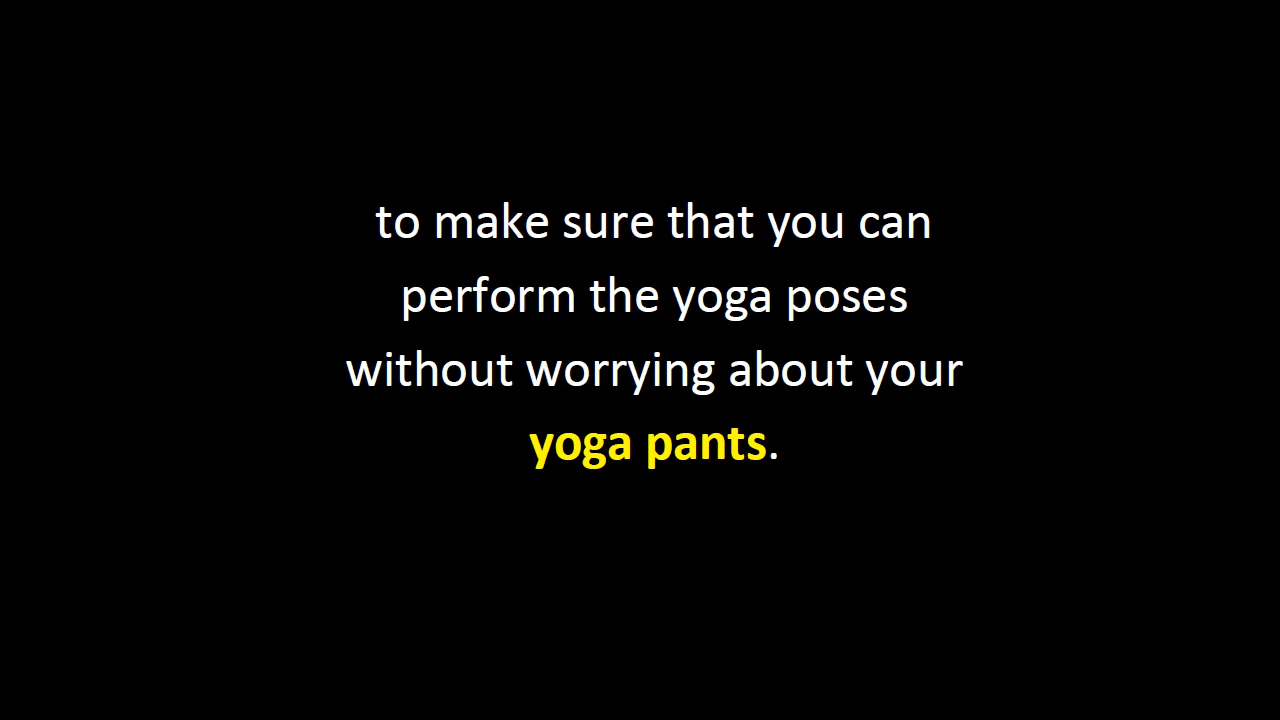 to make sure that you can
perform the yoga poses
without worrying about your
yoga pants.